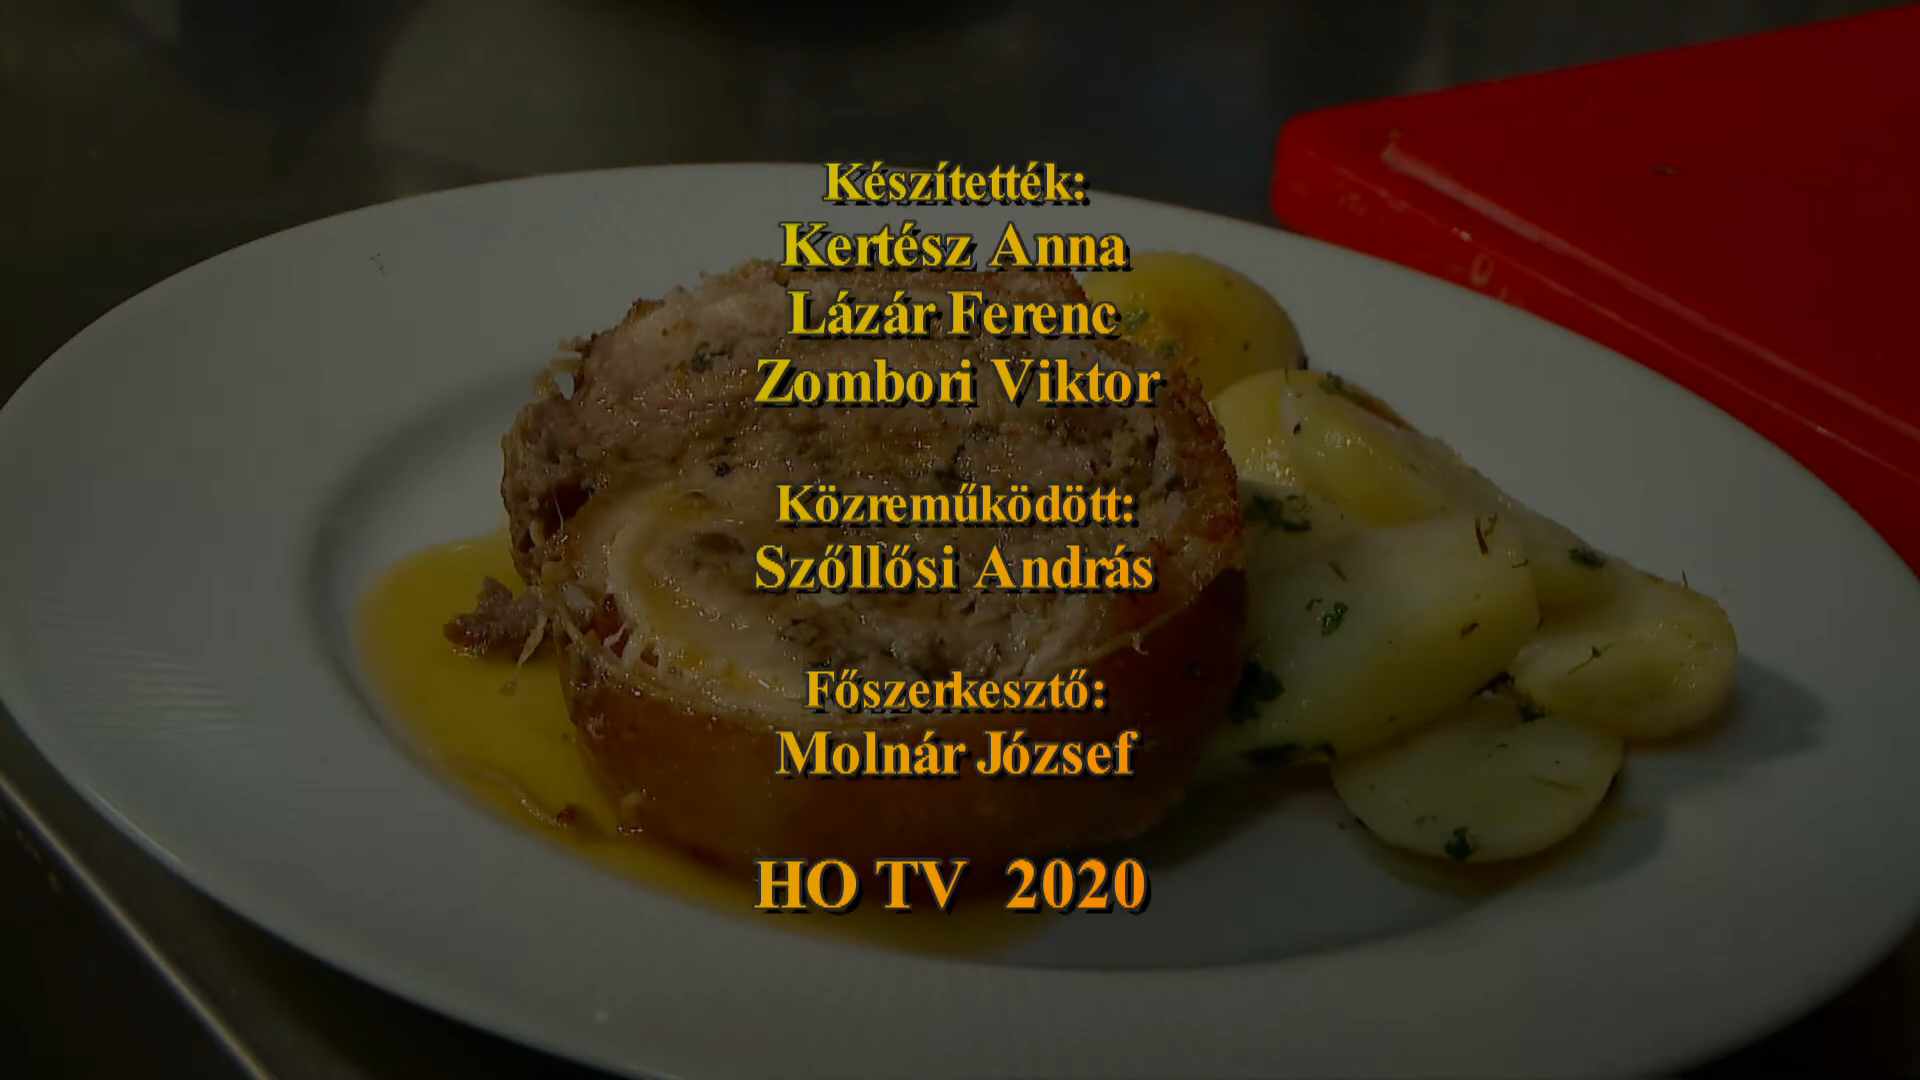 Készítették:
Kertész Anna
Lázár Ferenc
Zombori Viktor
Közreműködött:
Szőllősi András
Főszerkesztő:
Molnár József
HO TV 2020